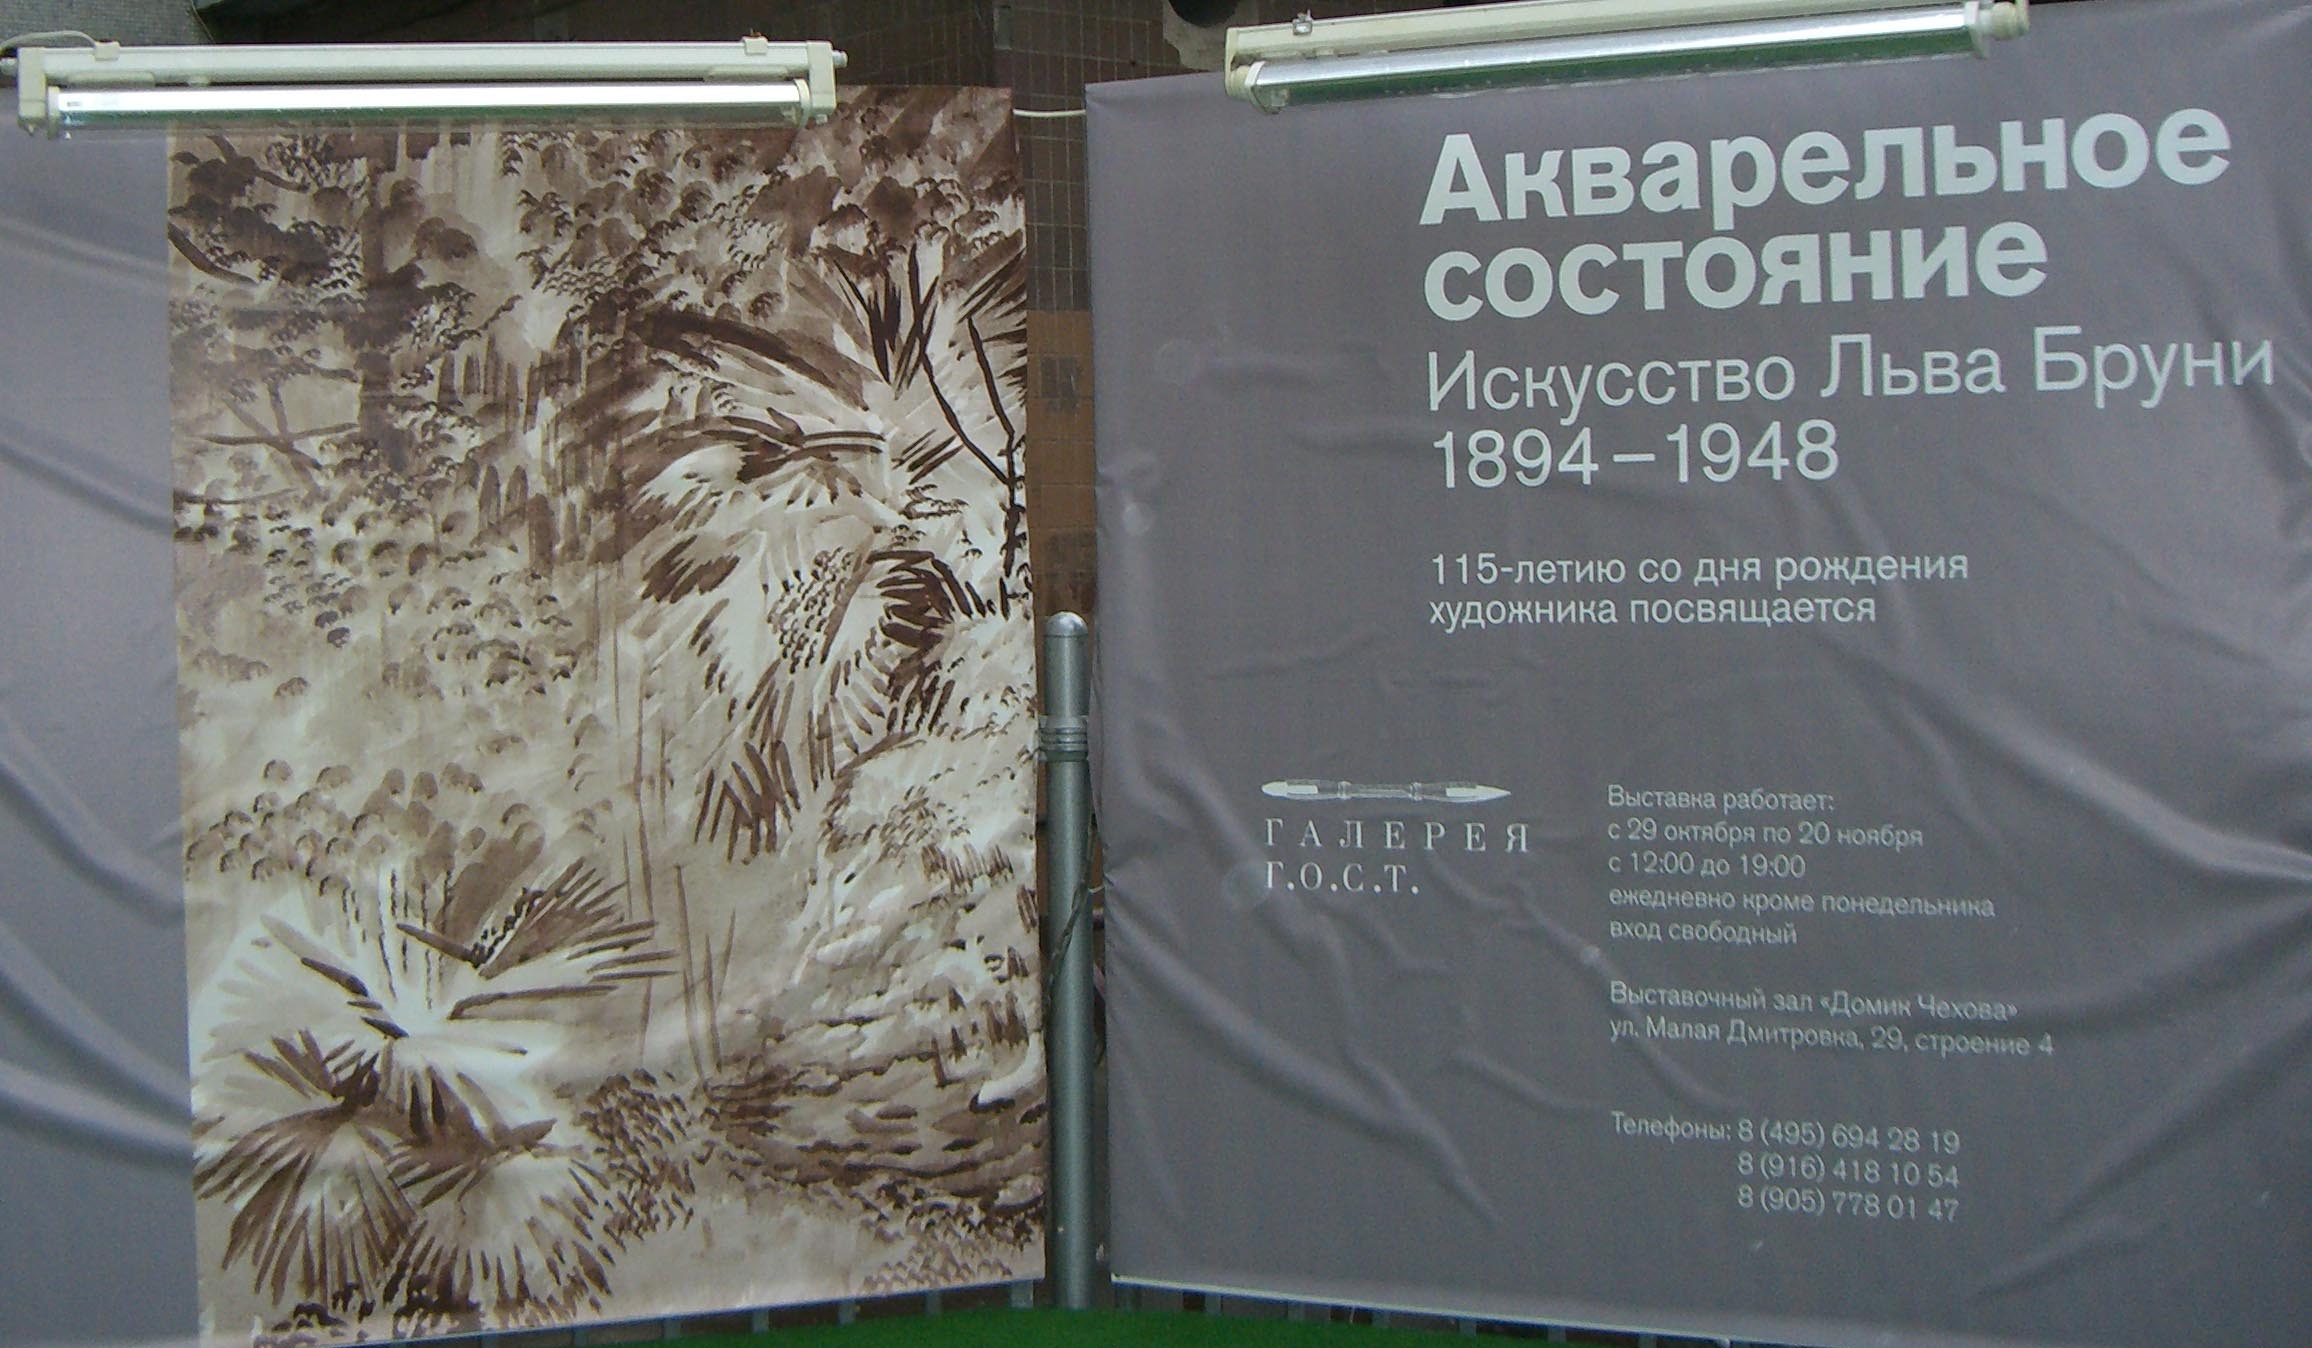 Акварельное
состояние
Искусство Льва Бруни
1894–1948
115-летию со дня рождения
художника посвящается
ГАЛЕРЕЯ
Г.О.С.Т.
Выставка работает:
с 29 октября по 20 ноября
с 12:00 до 19:00
ежедневно кроме понедельника
вход свободный
Выставочный зал «Домик Чехова»
ул. Малая Дмитровка, 29, строение 4
Телефоны: 8 (495) 694 28 19
8 (916) 418 10 54
8 (905) 778 01 47